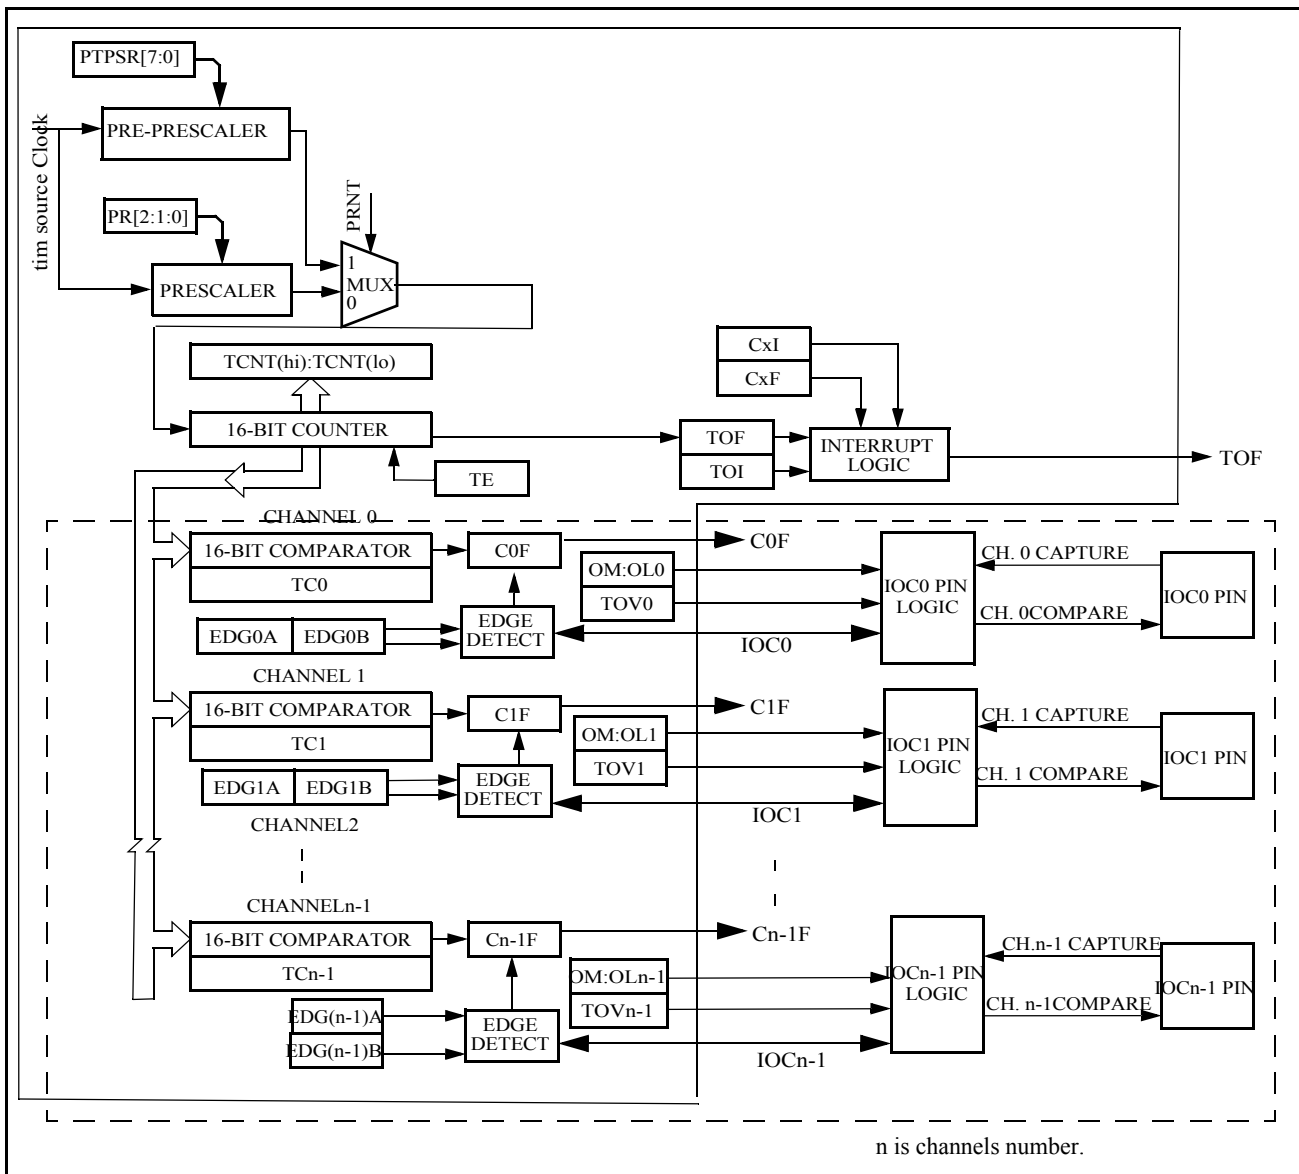 PTPSR[7:0]
PRE-PRESCALER
tim source Clock
PR[2:1:0]
PRNT
PRESCALER
1
MUX
0
TCNT(hi):TCNT(lo)
CxI
CxF
16-BIT COUNTER
TOF
TOI
INTERRUPT
LOGIC
TOF
TE
CHANNEL 0
16-BIT COMPARATOR
TC0
C0F
C0F
OM:OL0
TOV0
IOC0 PIN
LOGIC
CH. 0 CAPTURE
CH. 0COMPARE
IOC0 PIN
EDG0A
EDG0B
EDGE
DETECT
IOC0
CHANNEL 1
16-BIT COMPARATOR
TC1
C1F
C1F
OM:OL1
TOV1
IOC1 PIN
LOGIC
CH. 1 CAPTURE
CH. 1 COMPARE
IOC1 PIN
EDG1A
EDG1B
EDGE
DETECT
IOC1
CHANNEL2
CHANNELn-1
16-BIT COMPARATOR
TCn-1
Cn-1F
Cn-1F
OM:OLn-1
TOVn-1
IOCn-1 PIN
LOGIC
CH.n-1 CAPTURE
CH. n-1COMPARE
IOCn-1 PIN
EDG(n-1)A
EDG(n-1)B
EDGE
DETECT
IOCn-1
n is channels number.